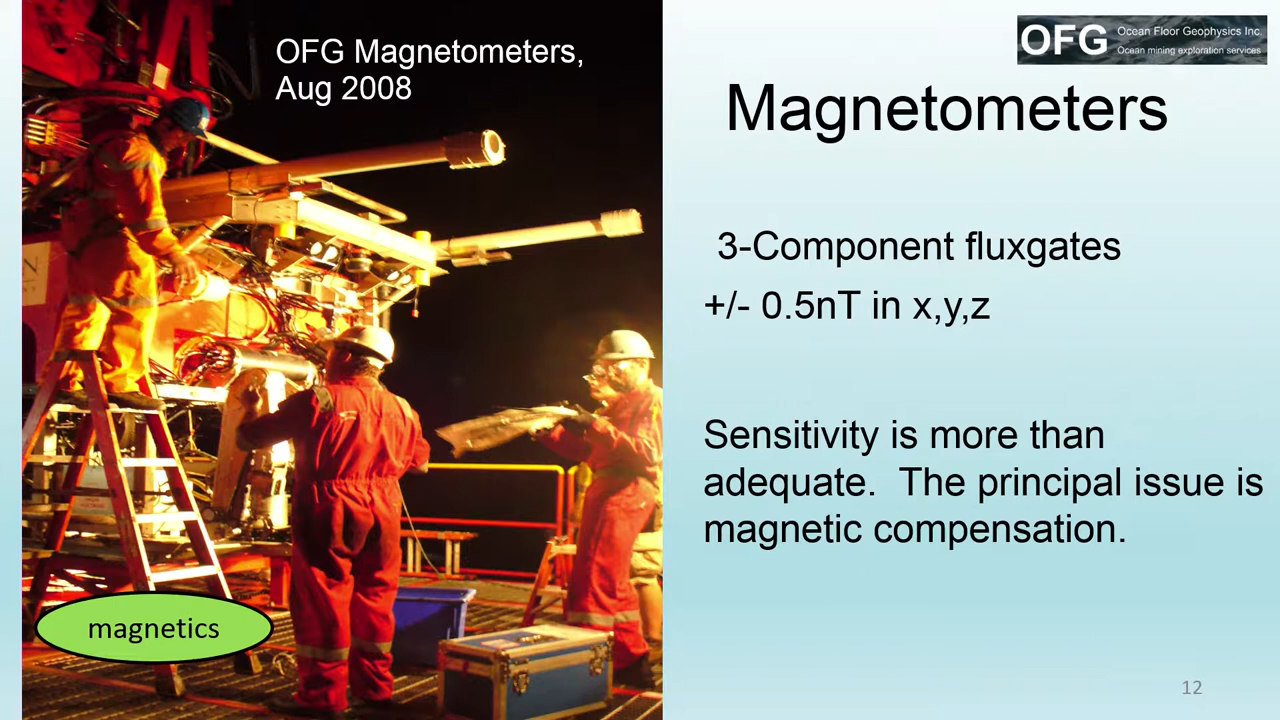 OFG Magnetometers,
Aug 2008
OFG
Ocean Floor Geophysics Inc.
Ocean mining exploration services
Magnetometers
3-Component fluxgates
+/- 0.5nT in x,y,z
Sensitivity is more than
adequate.  The principal issue is
magnetic compensation.
magnetics
12